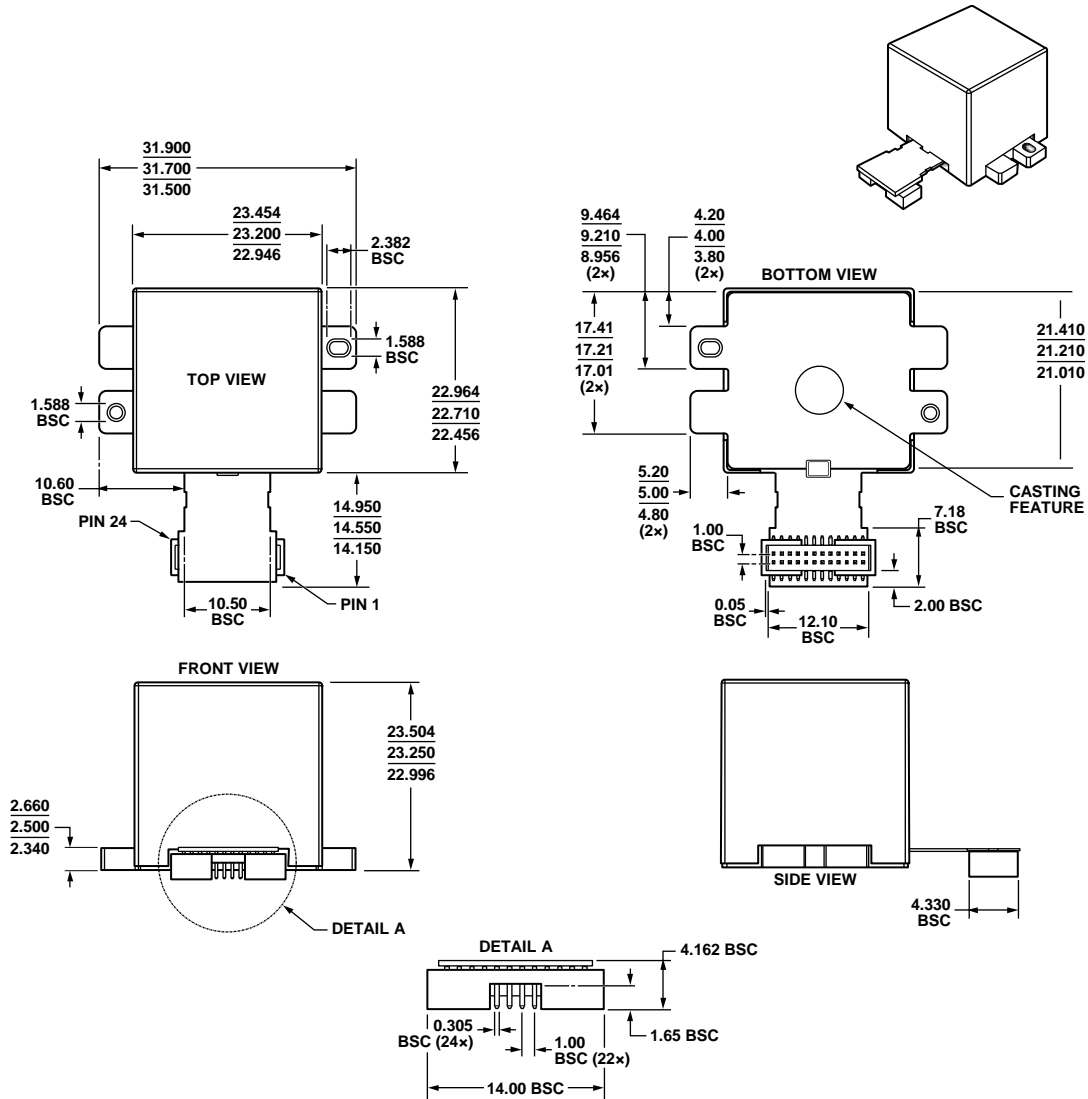 31.900
31.700
31.500
23.454
23.200
22.946
2.382
BSC
1.588
BSC
TOP VIEW
1.588
BSC
22.964
22.710
22.456
10.60
BSC
PIN 24
14.950
14.550
14.150
10.50
BSC
PIN 1
9.464
9.210
8.956
(2×)
4.20
4.00
3.80
(2×)
BOTTOM VIEW
17.41
17.21
17.01
(2×)
21.410
21.210
21.010
5.20
5.00
4.80
(2×)
CASTING
FEATURE
1.00
BSC
7.18
BSC
0.05
BSC
12.10
BSC
2.00 BSC
FRONT VIEW
23.504
23.250
22.996
2.660
2.500
2.340
DETAIL A
SIDE VIEW
4.330
BSC
DETAIL A
4.162 BSC
0.305
BSC (24×)
1.00
BSC (22×)
1.65 BSC
14.00 BSC